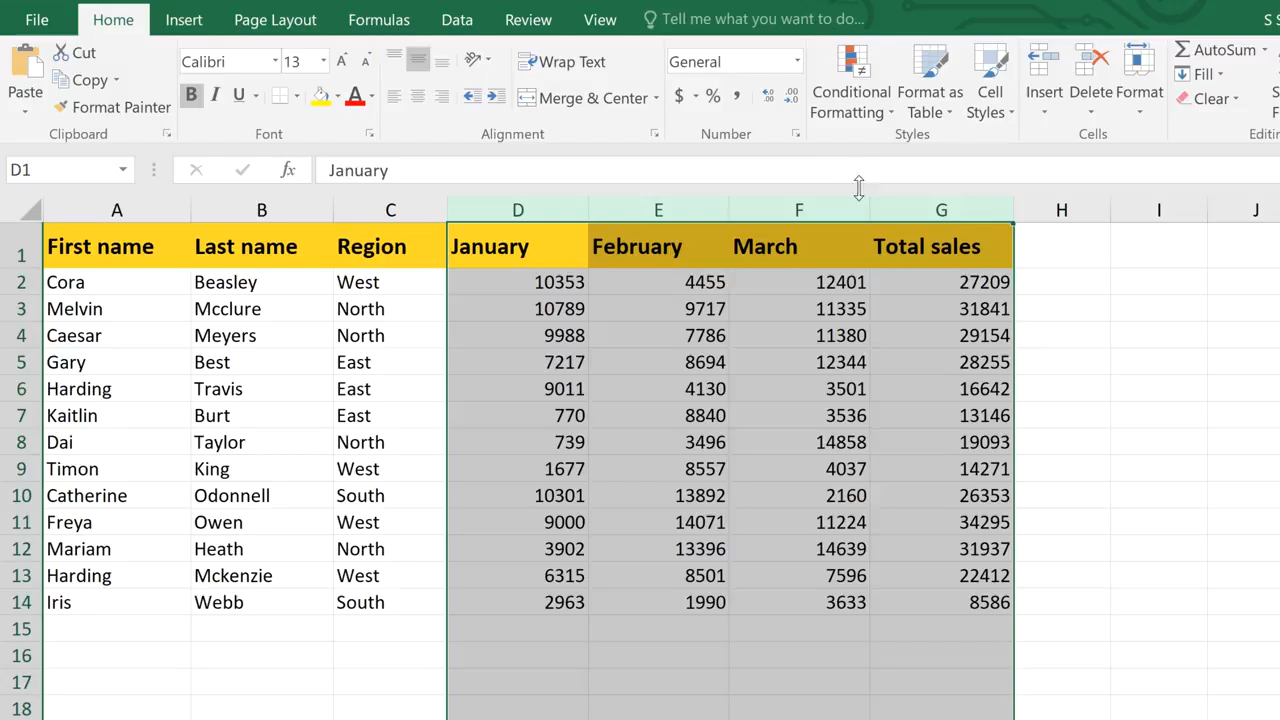 File Home Insert Page Layout Formulas Data Review View Tell me what you want to do... S S
Cut
Copy
Format Painter
Paste
Clipboard
Calibri 13 A A
B I U A
Font
Wrap Text
Merge & Center
Alignment
General
$ % , .0 .00 .00 .0
Number
Conditional Formatting
Format as Table
Cell Styles
Styles
Insert Delete Format
Cells
Σ AutoSum
Fill
Clear
Editin
D1 fx January
A B C D E F G H I J
1 First name Last name Region January February March Total sales
2 Cora Beasley West 10353 4455 12401 27209
3 Melvin Mcclure North 10789 9717 11335 31841
4 Caesar Meyers North 9988 7786 11380 29154
5 Gary Best East 7217 8694 12344 28255
6 Harding Travis East 9011 4130 3501 16642
7 Kaitlin Burt East 770 8840 3536 13146
8 Dai Taylor North 739 3496 14858 19093
9 Timon King West 1677 8557 4037 14271
10 Catherine Odonnell South 10301 13892 2160 26353
11 Freya Owen West 9000 14071 11224 34295
12 Mariam Heath North 3902 13396 14639 31937
13 Harding Mckenzie West 6315 8501 7596 22412
14 Iris Webb South 2963 1990 3633 8586
15
16
17
18